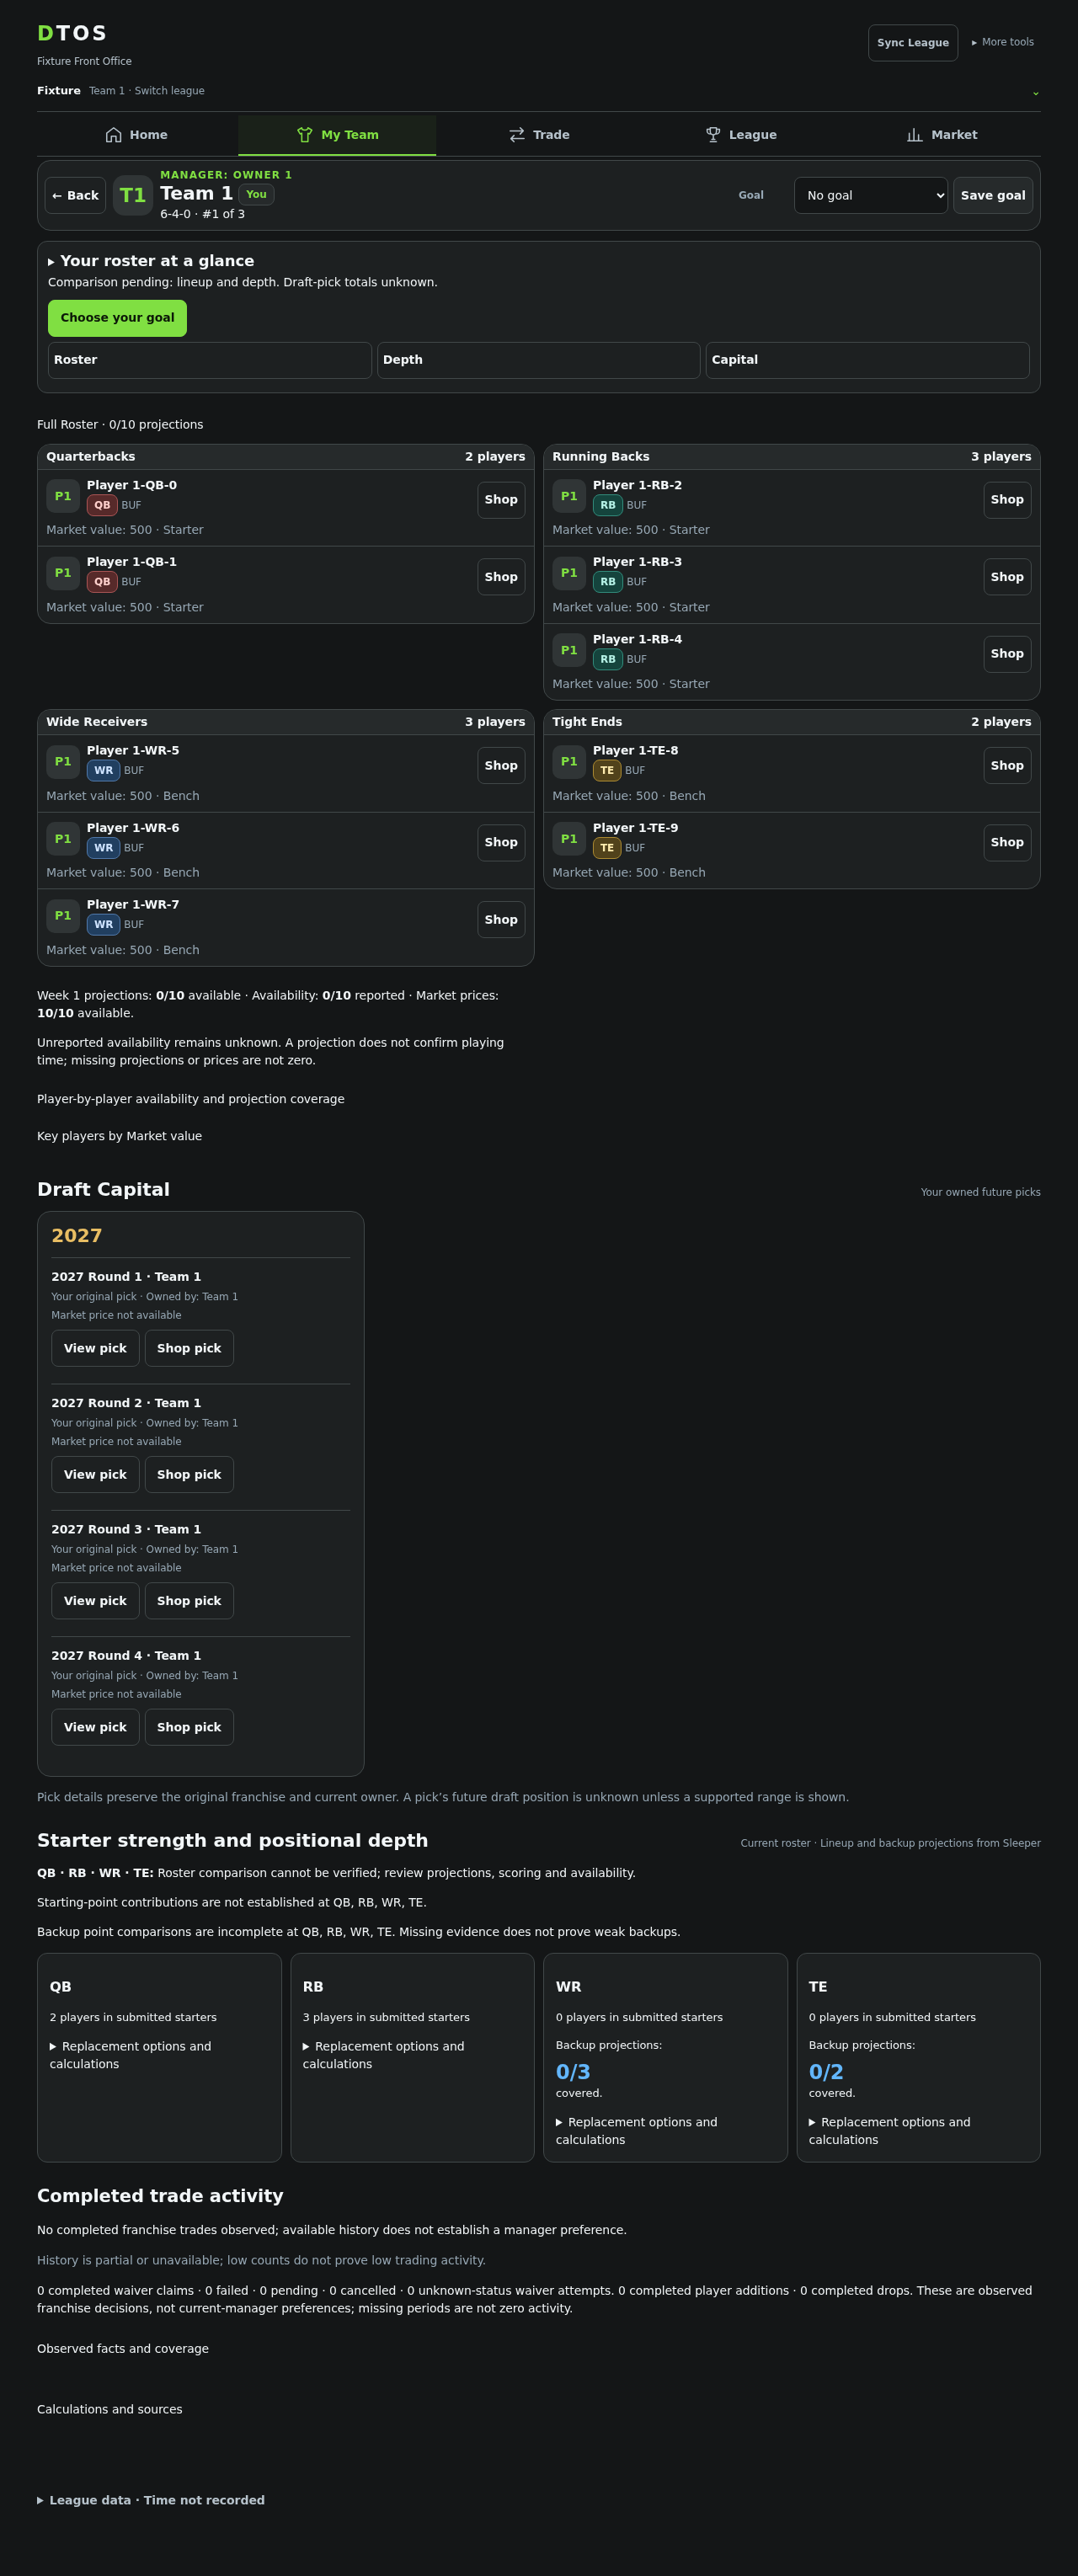 DTOS
Fixture Front Office
Sync League
▸ More tools
Fixture Team 1 · Switch league
Home
My Team
Trade
League
Market
← Back
T1
MANAGER: OWNER 1
Team 1 You
6-4-0 · #1 of 3
Goal
No goal
Save goal
▸ Your roster at a glance
Comparison pending: lineup and depth. Draft-pick totals unknown.
Choose your goal
Roster
Depth
Capital
Full Roster · 0/10 projections
Quarterbacks 2 players
P1
Player 1-QB-0
QB BUF
Shop
Market value: 500 · Starter
P1
Player 1-QB-1
QB BUF
Shop
Market value: 500 · Starter
Running Backs 3 players
P1
Player 1-RB-2
RB BUF
Shop
Market value: 500 · Starter
P1
Player 1-RB-3
RB BUF
Shop
Market value: 500 · Starter
P1
Player 1-RB-4
RB BUF
Shop
Market value: 500 · Starter
Wide Receivers 3 players
P1
Player 1-WR-5
WR BUF
Shop
Market value: 500 · Bench
P1
Player 1-WR-6
WR BUF
Shop
Market value: 500 · Bench
P1
Player 1-WR-7
WR BUF
Shop
Market value: 500 · Bench
Tight Ends 2 players
P1
Player 1-TE-8
TE BUF
Shop
Market value: 500 · Bench
P1
Player 1-TE-9
TE BUF
Shop
Market value: 500 · Bench
Week 1 projections: 0/10 available · Availability: 0/10 reported · Market prices:
10/10 available.
Unreported availability remains unknown. A projection does not confirm playing
time; missing projections or prices are not zero.
Player-by-player availability and projection coverage
Key players by Market value
Draft Capital
Your owned future picks
2027
2027 Round 1 · Team 1
Your original pick · Owned by: Team 1
Market price not available
View pick
Shop pick
2027 Round 2 · Team 1
Your original pick · Owned by: Team 1
Market price not available
View pick
Shop pick
2027 Round 3 · Team 1
Your original pick · Owned by: Team 1
Market price not available
View pick
Shop pick
2027 Round 4 · Team 1
Your original pick · Owned by: Team 1
Market price not available
View pick
Shop pick
Pick details preserve the original franchise and current owner. A pick’s future draft position is unknown unless a supported range is shown.
Starter strength and positional depth
Current roster · Lineup and backup projections from Sleeper
QB · RB · WR · TE: Roster comparison cannot be verified; review projections, scoring and availability.
Starting-point contributions are not established at QB, RB, WR, TE.
Backup point comparisons are incomplete at QB, RB, WR, TE. Missing evidence does not prove weak backups.
QB
2 players in submitted starters
▸ Replacement options and
calculations
RB
3 players in submitted starters
▸ Replacement options and
calculations
WR
0 players in submitted starters
Backup projections:
0/3
covered.
▸ Replacement options and
calculations
TE
0 players in submitted starters
Backup projections:
0/2
covered.
▸ Replacement options and
calculations
Completed trade activity
No completed franchise trades observed; available history does not establish a manager preference.
History is partial or unavailable; low counts do not prove low trading activity.
0 completed waiver claims · 0 failed · 0 pending · 0 cancelled · 0 unknown-status waiver attempts. 0 completed player additions · 0 completed drops. These are observed
franchise decisions, not current-manager preferences; missing periods are not zero activity.
Observed facts and coverage
Calculations and sources
▸ League data · Time not recorded